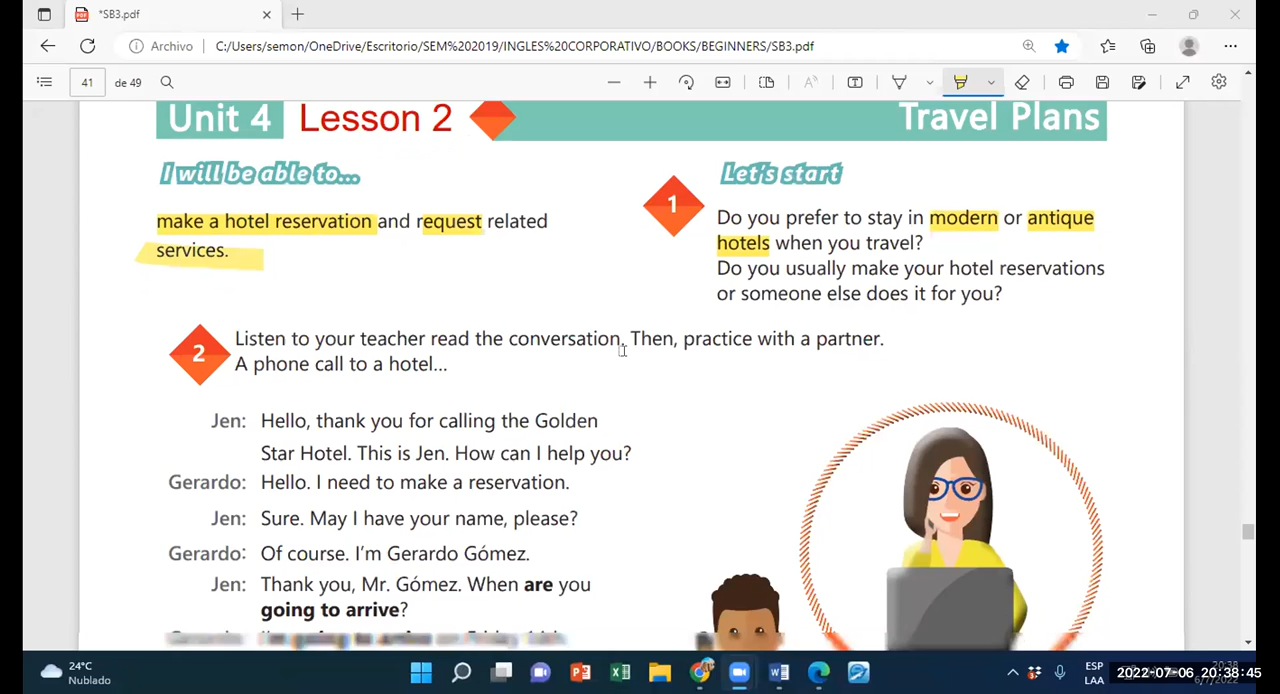 *SB3.pdf
Archivo
C:/Users/semon/OneDrive/Escritorio/SEM%202019/INGLES%20CORPORATIVO/BOOKS/BEGINNERS/SB3.pdf
41 de 49
Unit 4 Lesson 2 Travel Plans
I will be able to...
make a hotel reservation and request related
services.
Let's start
1
Do you prefer to stay in modern or antique
hotels when you travel?
Do you usually make your hotel reservations
or someone else does it for you?
2
Listen to your teacher read the conversation. Then, practice with a partner.
A phone call to a hotel...
Jen: Hello, thank you for calling the Golden
Star Hotel. This is Jen. How can I help you?
Gerardo: Hello. I need to make a reservation.
Jen: Sure. May I have your name, please?
Gerardo: Of course. I'm Gerardo Gómez.
Jen: Thank you, Mr. Gómez. When are you
going to arrive?
24°C
Nublado
ESP
LAA
2022-07-06 20:38:45